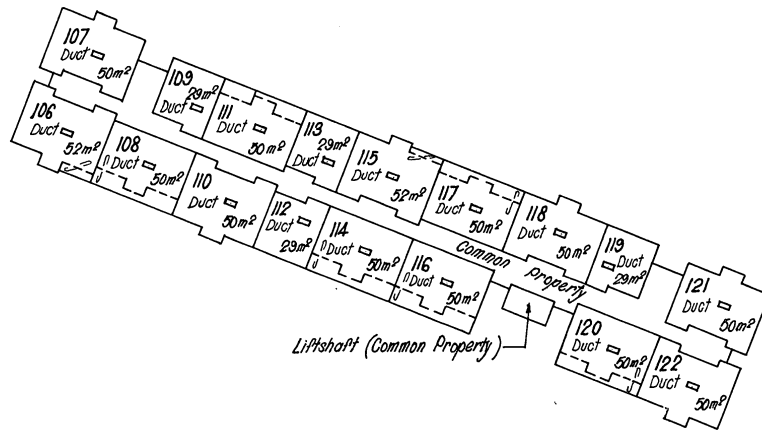 107
Duct
50m²
109
29m²
Duct
111
Duct
50m²
113
29m²
Duct
115
Duct
52m²
117
Duct
50m²
118
Duct
50m²
119
Duct
29m²
121
Duct
50m²
106
Duct
52m²
108
Duct
50m²
110
Duct
50m²
112
Duct
29m²
114
Duct
50m²
116
Duct
50m²
Common Property
Liftshaft (Common Property)
120
Duct
50m²
122
Duct
50m²